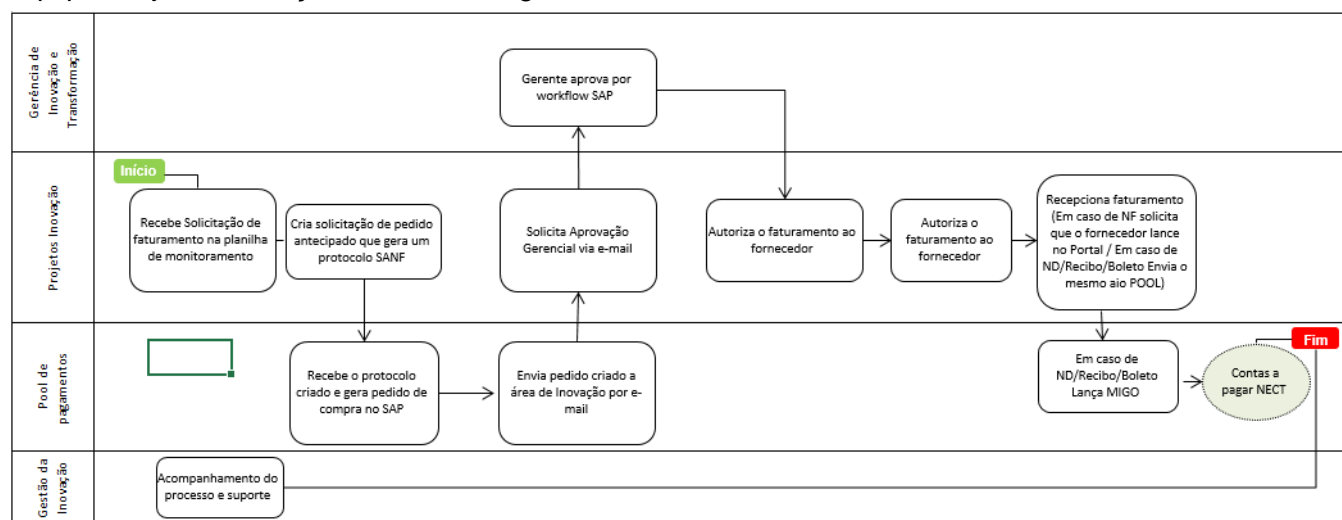 Gerência de
Inovação e
Transformação
Gerente aprova por
workflow SAP
Projetos Inovação
Início
Recebe Solicitação de
faturamento na planilha
de monitoramento
Cria solicitação de pedido
antecipado que gera um
protocolo SANF
Solicita Aprovação
Gerencial via e-mail
Autoriza o faturamento ao
fornecedor
Autoriza o
faturamento ao
fornecedor
Recepciona faturamento
(Em caso de NF solicita
que o fornecedor lance
no Portal / Em caso de
ND/Recibo/Boleto Envia o
mesmo aio POOL)
Pool de
pagamentos
Recebe o protocolo
criado e gera pedido de
compra no SAP
Envia pedido criado a
área de Inovação por e-
mail
Em caso de
ND/Recibo/Boleto
Lança MIGO
Contas a
pagar NECT
Fim
Gestão da
Inovação
Acompanhamento do
processo e suporte